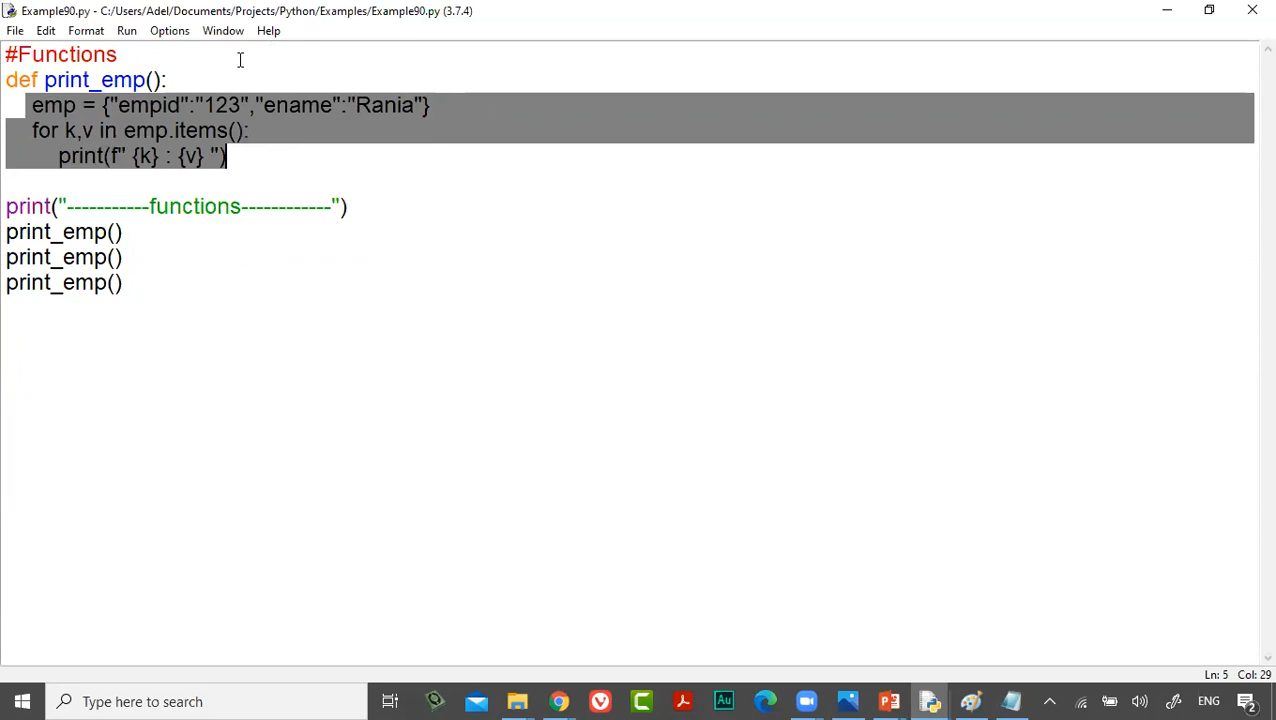 Example90.py - C:/Users/Adel/Documents/Projects/Python/Examples/Example90.py (3.7.4)
File Edit Format Run Options Window Help
#Functions
def print_emp():
emp = {"empid":"123","ename":"Rania"}
for k,v in emp.items():
print(f" {k} : {v} ")
print("-----------functions------------")
print_emp()
print_emp()
print_emp()
Ln: 5 Col: 29
Type here to search
Au
ENG
2